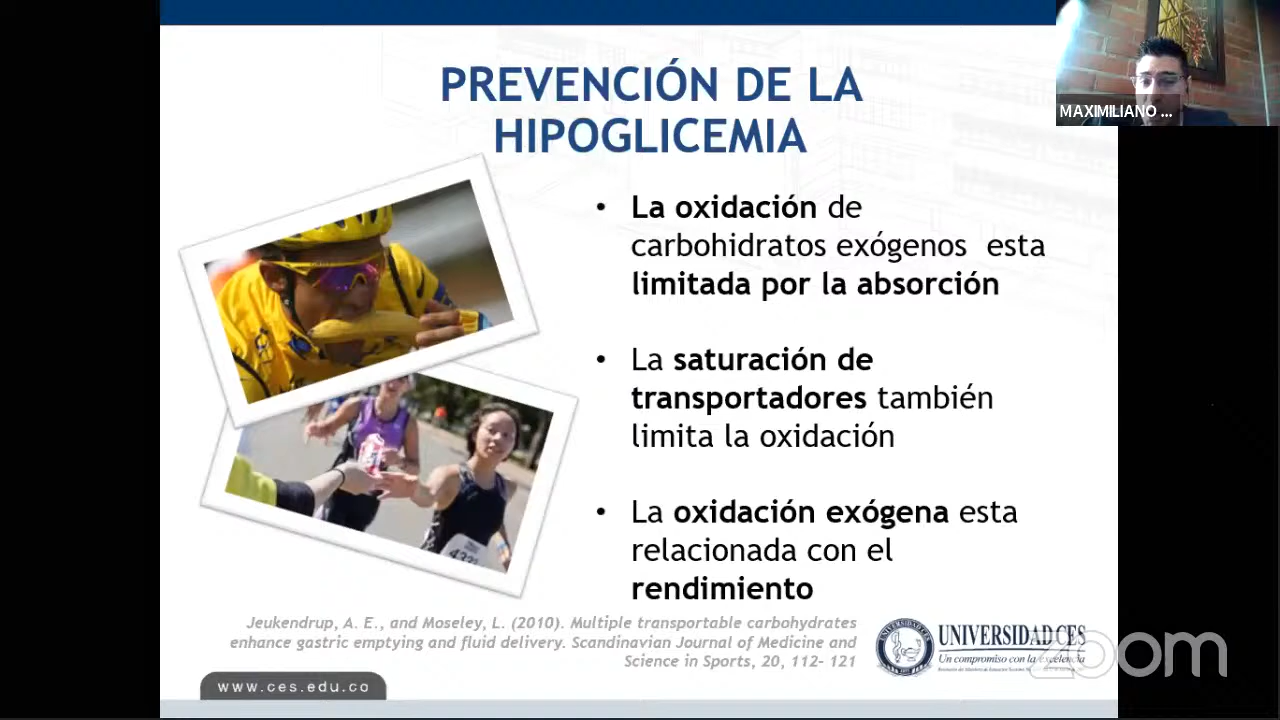 PREVENCIÓN DE LA
HIPOGLICEMIA
MAXIMILIANO ...
• La oxidación de
carbohidratos exógenos esta
limitada por la absorción
• La saturación de
transportadores también
limita la oxidación
• La oxidación exógena esta
relacionada con el
rendimiento
Jeukendrup, A. E., and Moseley, L. (2010). Multiple transportable carbohydrates
enhance gastric emptying and fluid delivery. Scandinavian Journal of Medicine and
Science in Sports, 20, 112– 121
UNIVERSIDAD CES
Un compromiso con la excelencia
zoom
www.ces.edu.co